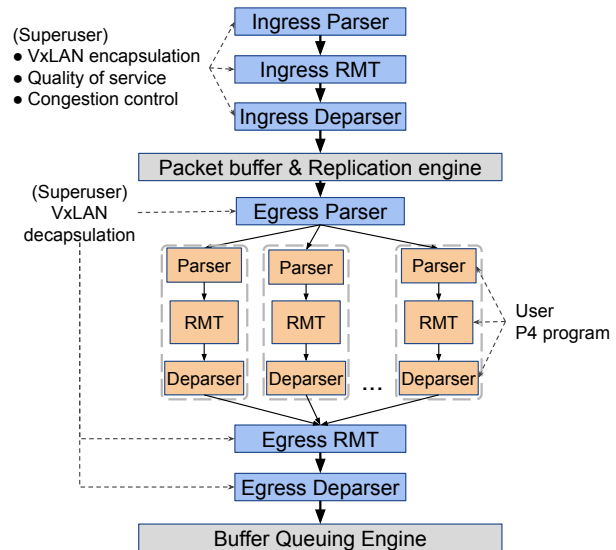 Ingress Parser
(Superuser)
● VxLAN encapsulation
● Quality of service
● Congestion control
Ingress RMT
Ingress Deparser
Packet buffer & Replication engine
(Superuser)
VxLAN
decapsulation
Egress Parser
Parser
Parser
Parser
RMT
RMT
RMT
User
P4 program
Deparser
Deparser
...
Deparser
Egress RMT
Egress Deparser
Buffer Queuing Engine